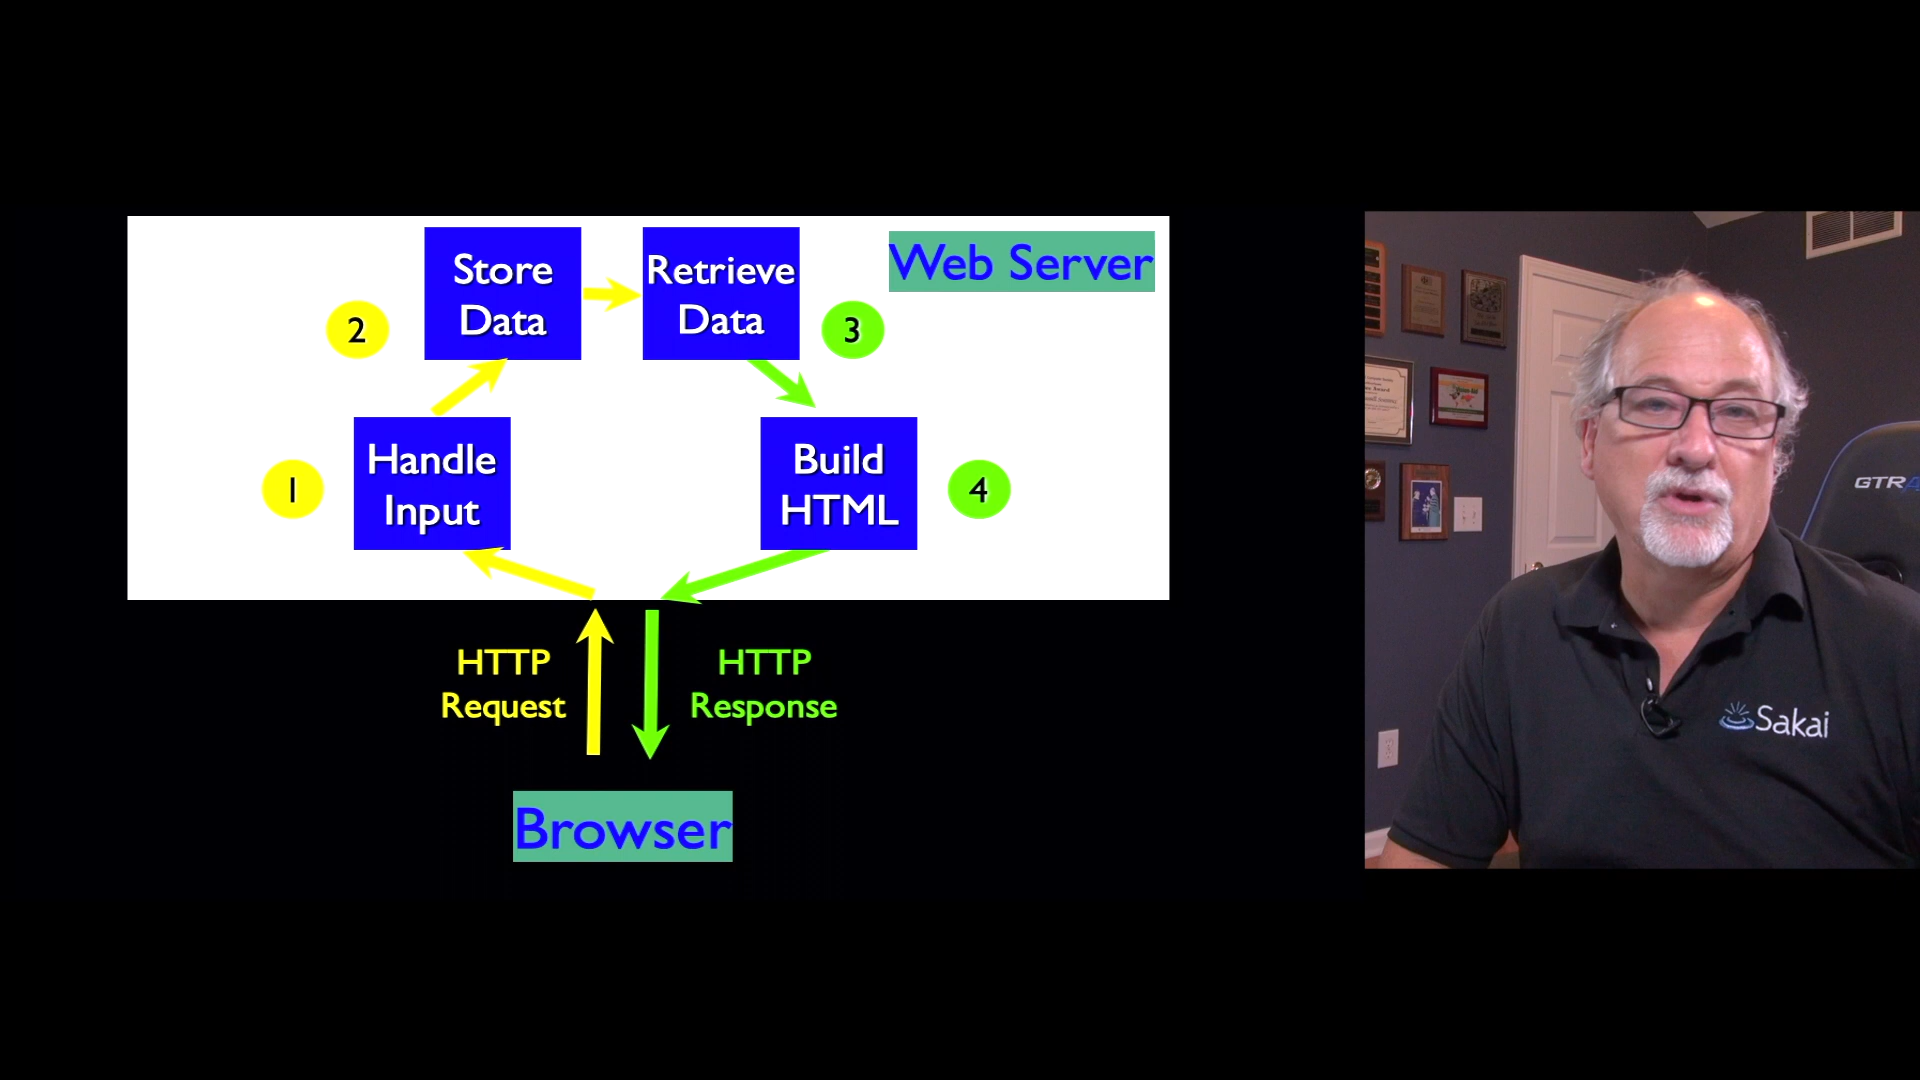 Web Server
Store
Data
Retrieve
Data
2
3
Handle
Input
Build
HTML
1
4
HTTP
Request
HTTP
Response
Browser
GTRA
Sakai